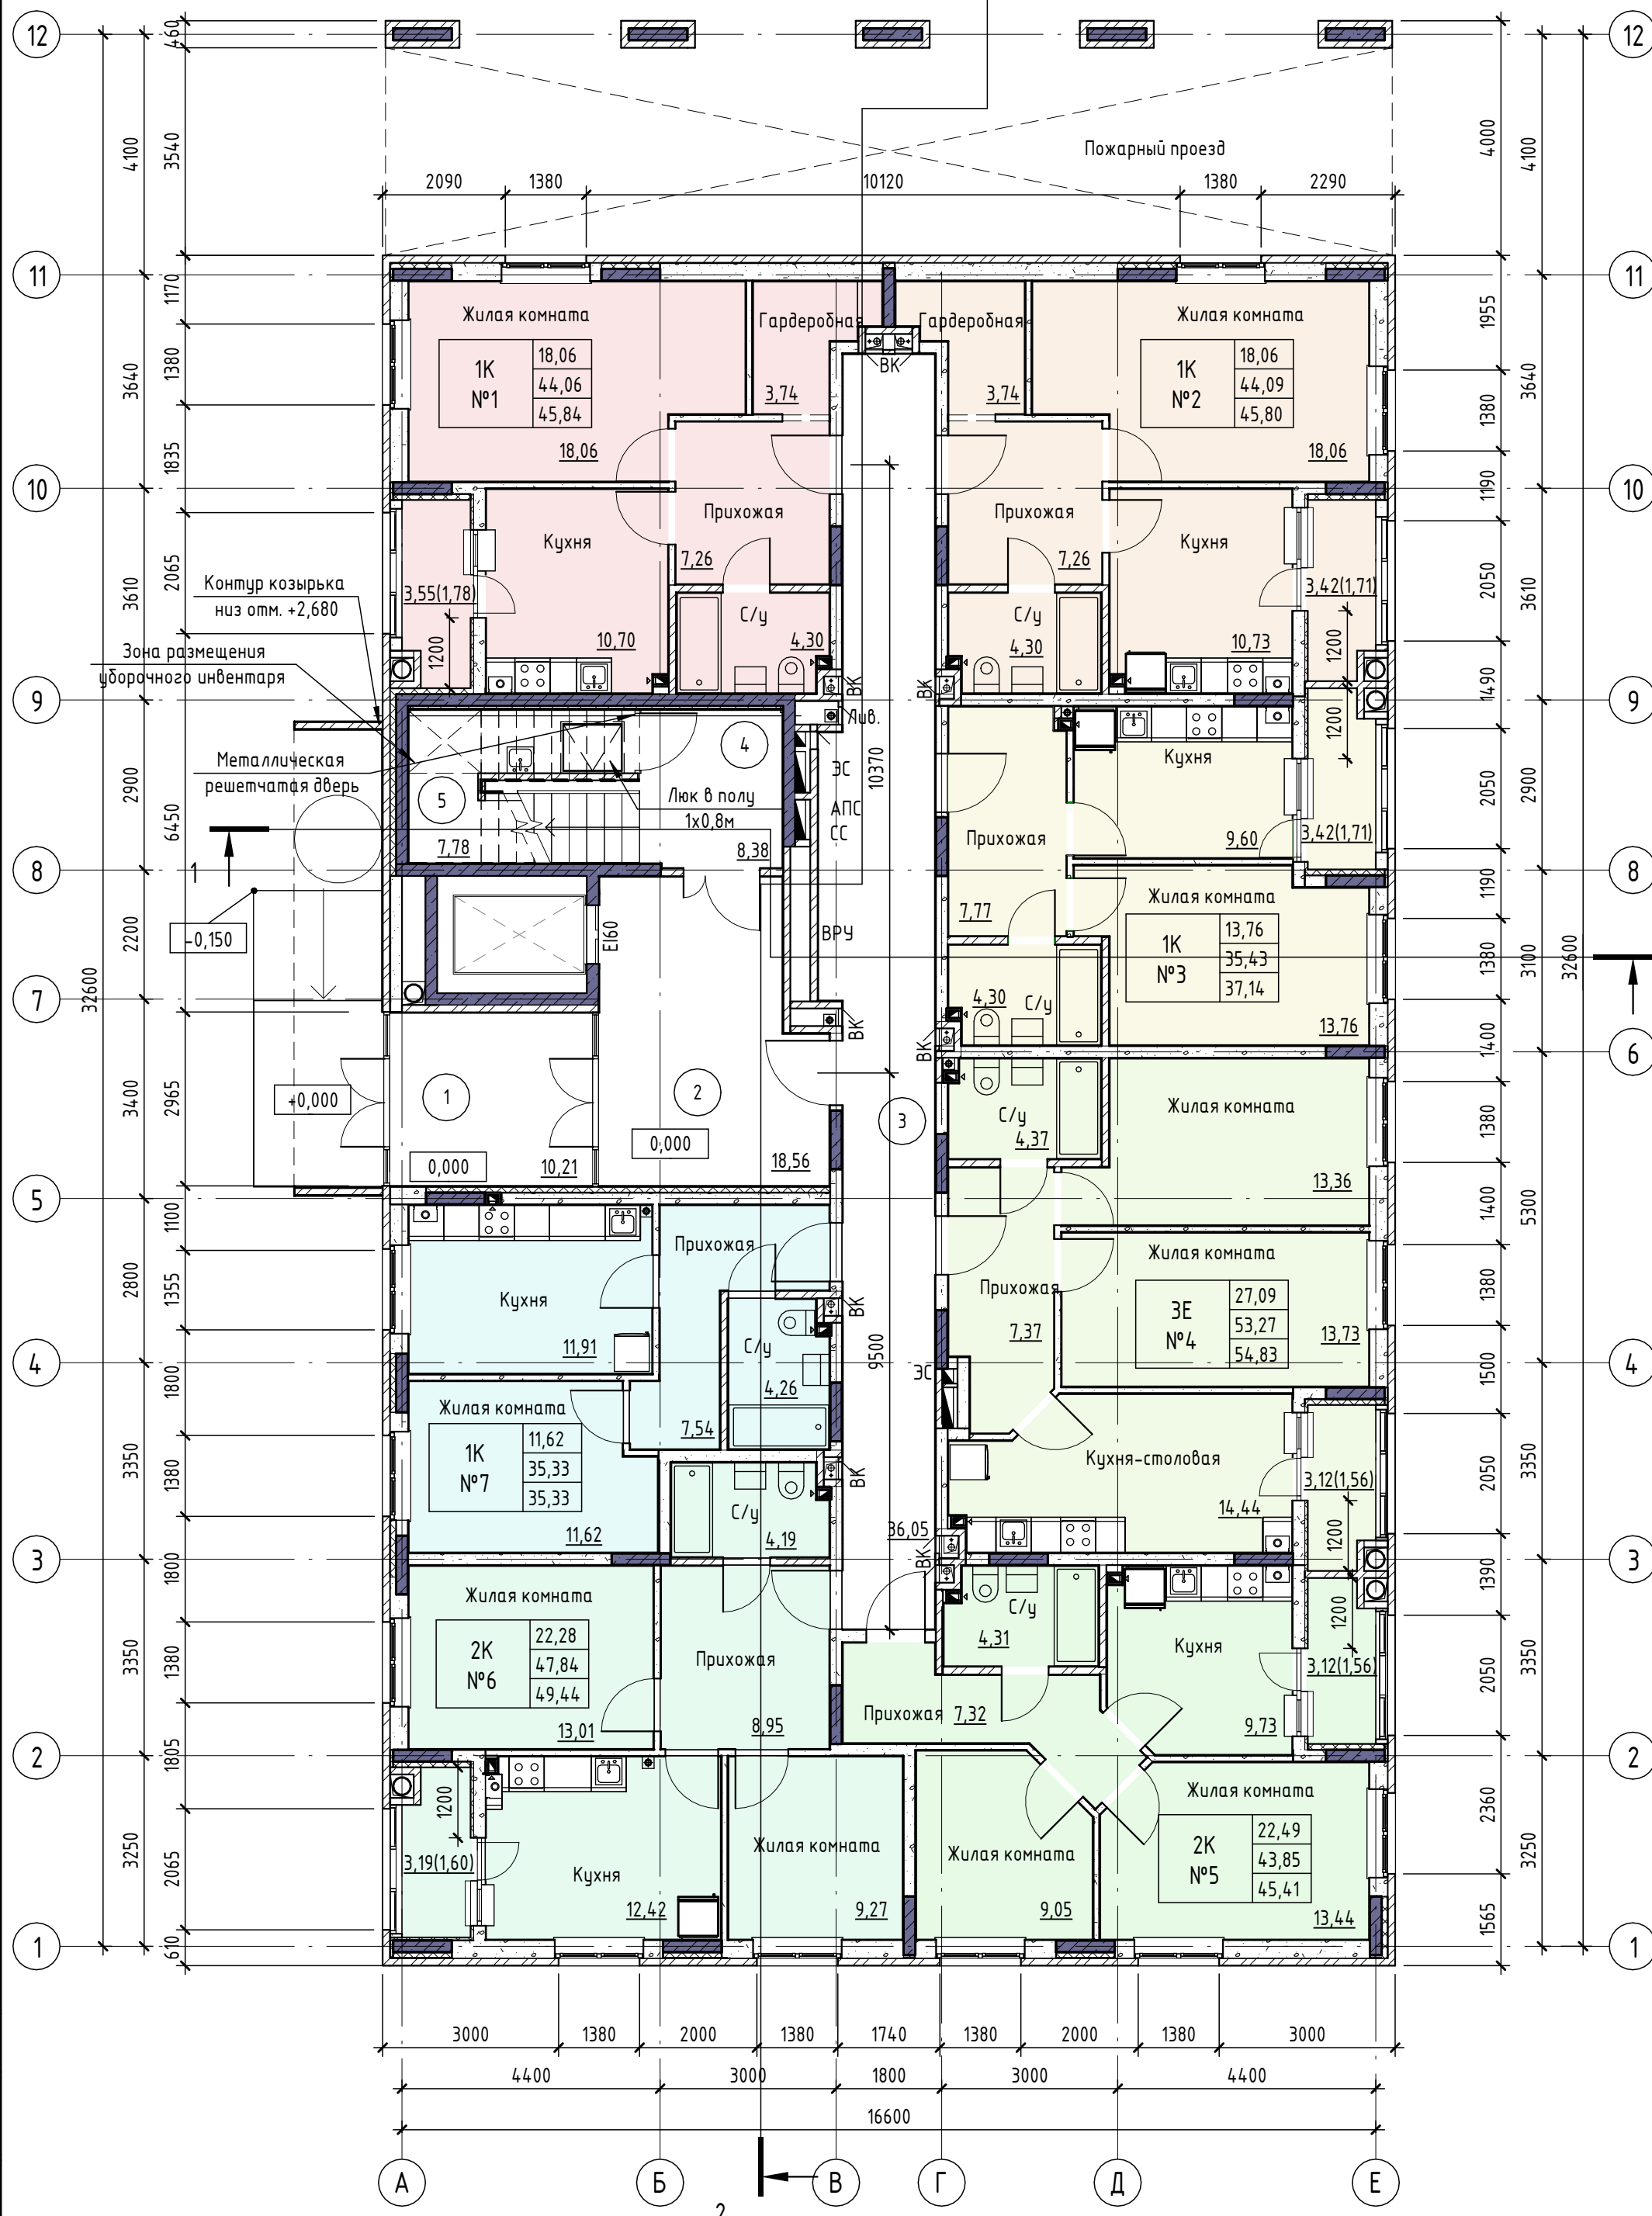 12
12
460
3540
4100
4000
4100
Пожарный проезд
2090
1380
10120
1380
2290
11
11
1170
1380
3640
1835
1955
3640
1380
Жилая комната
1К
№1
18,06
44,06
45,84
18,06
Гардеробная
3,74
Гардеробная
3,74
ВК
Жилая комната
1К
№2
18,06
44,09
45,80
18,06
10
10
1190
2065
3610
2050
3610
Прихожая
7,26
Кухня
10,70
3,55(1,78)
1200
С/у
4,30
Прихожая
7,26
С/у
4,30
Кухня
10,73
3,42(1,71)
1200
Контур козырька
низ отм. +2,680
Зона размещения
уборочного инвентаря
ВК
ВК
1490
9
9
Лив.
4
ЭС
10370
АПС
СС
Металлическая
решетчатая дверь
5
Люк в полу
1х0,8м
7,78
8,38
2900
6450
1
2050
2900
Кухня
9,60
1200
3,42(1,71)
Прихожая
7,77
8
8
1190
-0,150
2200
32600
EI60
ВРУ
Жилая комната
1К
№3
13,76
35,43
37,14
13,76
1380
3100
32600
4,30
С/у
7
ВК
ВК
1400
6
+0,000
1
2
3
3400
2965
0,000
10,21
0,000
18,56
С/у
4,37
Жилая комната
13,36
1380
5
1400
5300
1100
1355
2800
Прихожая
Кухня
11,91
ВК
С/у
4,26
7,54
Прихожая
7,37
Жилая комната
3Е
№4
27,09
53,27
54,83
13,73
1380
9500
ЭС
4
4
1800
1500
Жилая комната
1К
№7
11,62
35,33
35,33
11,62
3350
1380
Кухня-столовая
14,44
3,12(1,56)
1200
2050
3350
ВК
С/у
4,19
36,05
ВК
3
3
1800
1390
Жилая комната
2К
№6
22,28
47,84
49,44
13,01
3350
1380
Прихожая
8,95
С/у
4,31
Прихожая
7,32
Кухня
9,73
1200
3,12(1,56)
2050
3350
2
2
1805
2360
1200
3,19(1,60)
Кухня
12,42
Жилая комната
9,27
Жилая комната
9,05
Жилая комната
2К
№5
22,49
43,85
45,41
13,44
3250
2065
3250
1565
610
1
1
3000
1380
2000
1380
1740
1380
2000
1380
3000
4400
3000
1800
3000
4400
16600
А
Б
В
Г
Д
Е
2